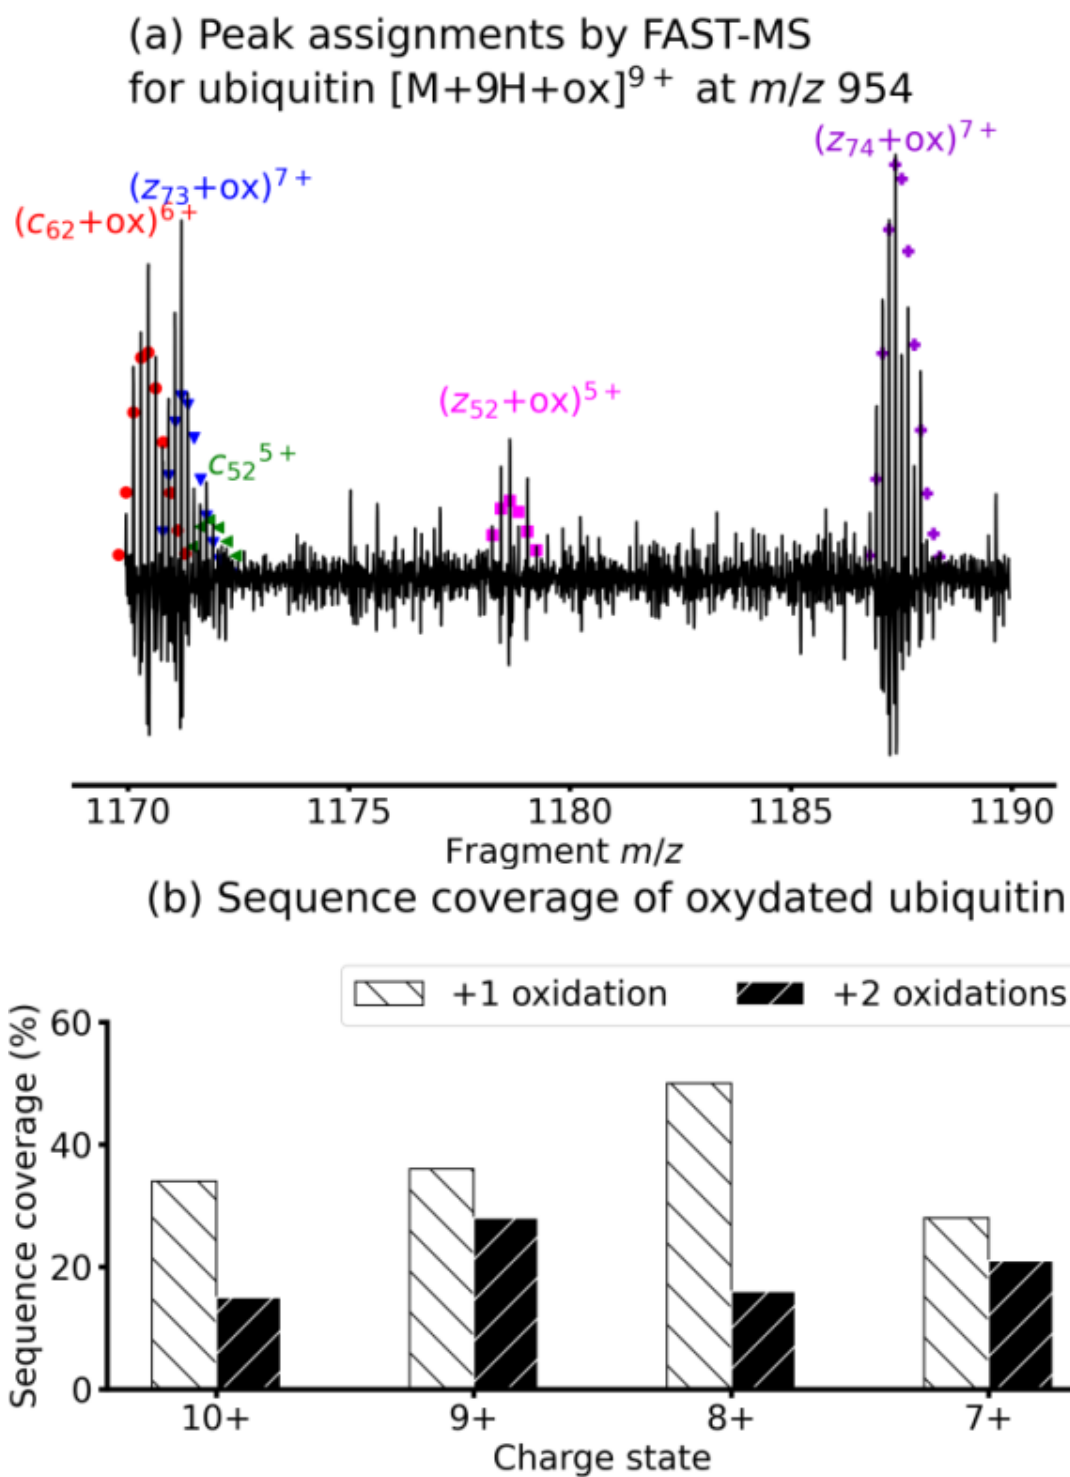 (a) Peak assignments by FAST-MS
for ubiquitin [M+9H+ox]⁹⁺ at m/z 954
(z₇₄+ox)⁷⁺
(z₇₃+ox)⁷⁺
(c₆₂+ox)⁶⁺
(z₅₂+ox)⁵⁺
c₅₂⁵⁺
1170 1175 1180 1185 1190
Fragment m/z
(b) Sequence coverage of oxydated ubiquitin
+1 oxidation +2 oxidations
Sequence coverage (%)
60
40
20
0
10+ 9+ 8+ 7+
Charge state